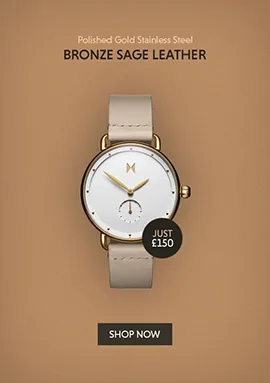 Polished Gold Stainless Steel
BRONZE SAGE LEATHER
JUST
£150
SHOP NOW